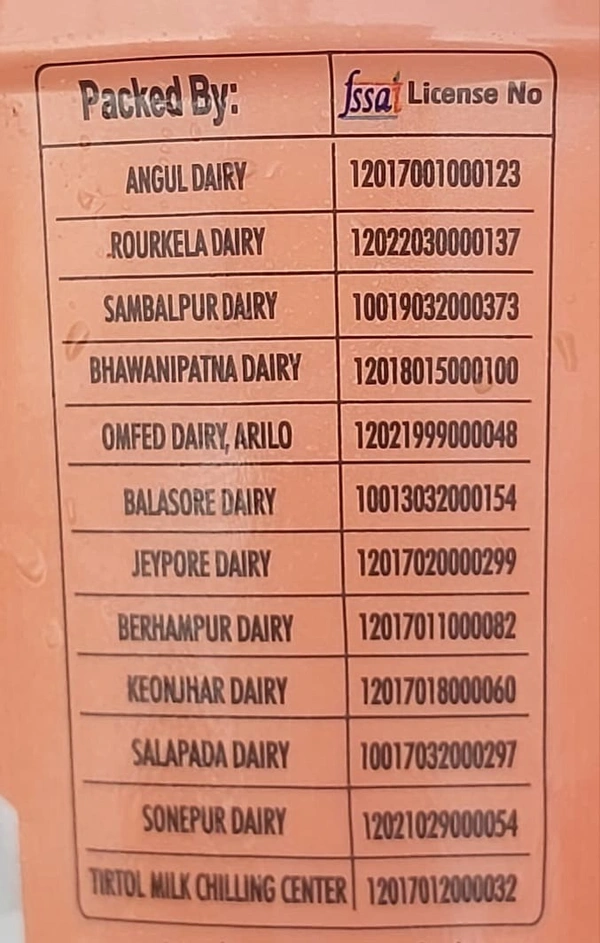 Packed By: fssai License No
ANGUL DAIRY 12017001000123
ROURKELA DAIRY 12022030000137
SAMBALPUR DAIRY 10019032000373
BHAWANIPATNA DAIRY 12018015000100
OMFED DAIRY, ARILO 12021999000048
BALASORE DAIRY 10013032000154
JEYPORE DAIRY 12017020000299
BERHAMPUR DAIRY 12017011000082
KEONJHAR DAIRY 12017018000060
SALAPADA DAIRY 10017032000297
SONEPUR DAIRY 12021029000054
TIRTOL MILK CHILLING CENTER 12017012000032